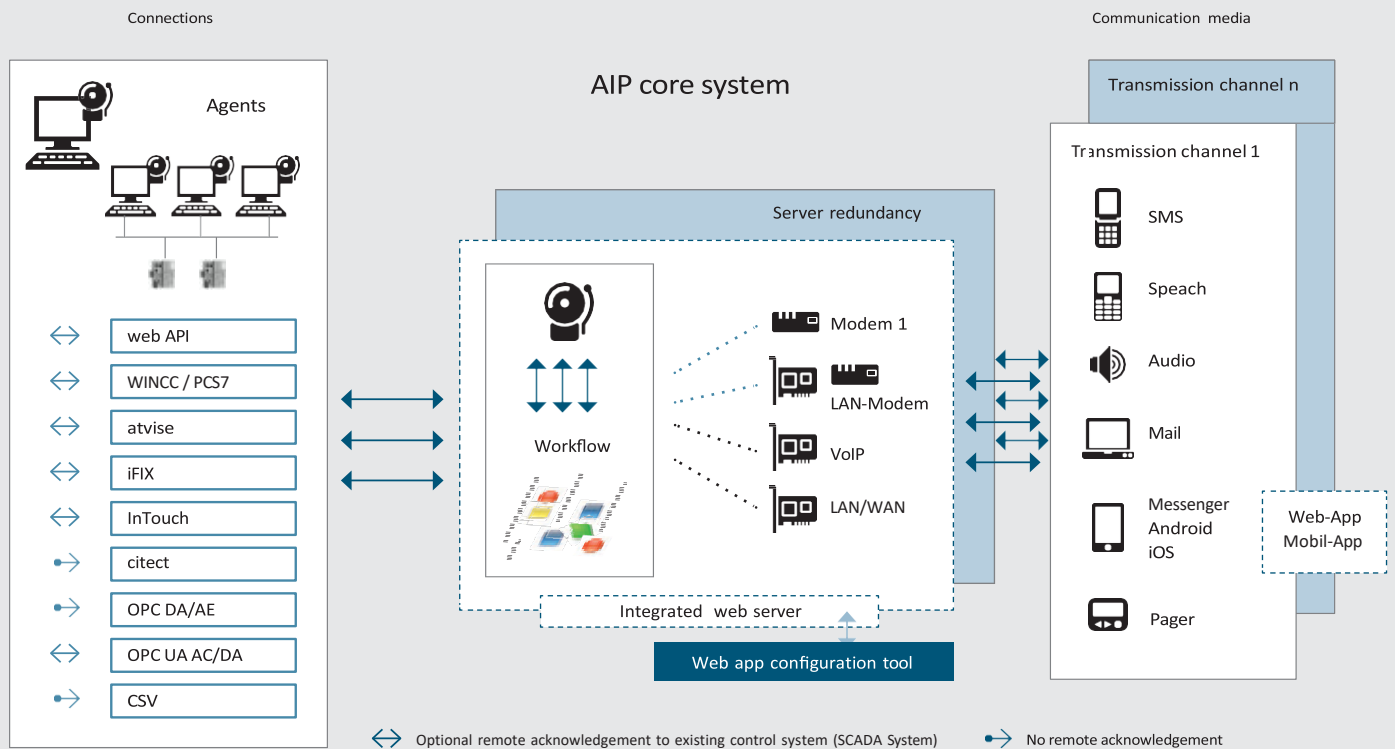 Connections
Communication media
AIP core system
Agents
web API
WINCC / PCS7
atvise
iFIX
InTouch
citect
OPC DA/AE
OPC UA AC/DA
CSV
Server redundancy
Workflow
Modem 1
LAN-Modem
VoIP
LAN/WAN
Integrated web server
Web app configuration tool
Transmission channel n
Transmission channel 1
SMS
Speach
Audio
Mail
Messenger
Android
iOS
Pager
Web-App
Mobil-App
Optional remote acknowledgement to existing control system (SCADA System)
No remote acknowledgement